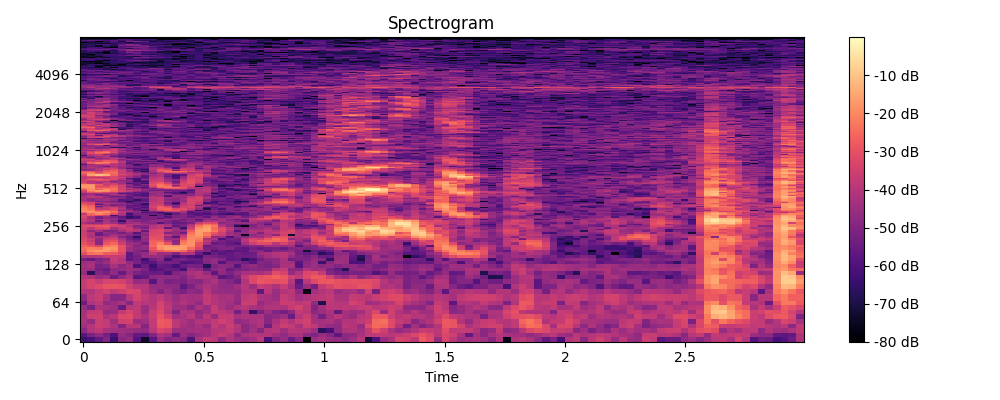 Spectrogram
Hz
4096
2048
1024
512
256
128
64
0
0
0.5
1
1.5
2
2.5
Time
-10 dB
-20 dB
-30 dB
-40 dB
-50 dB
-60 dB
-70 dB
-80 dB